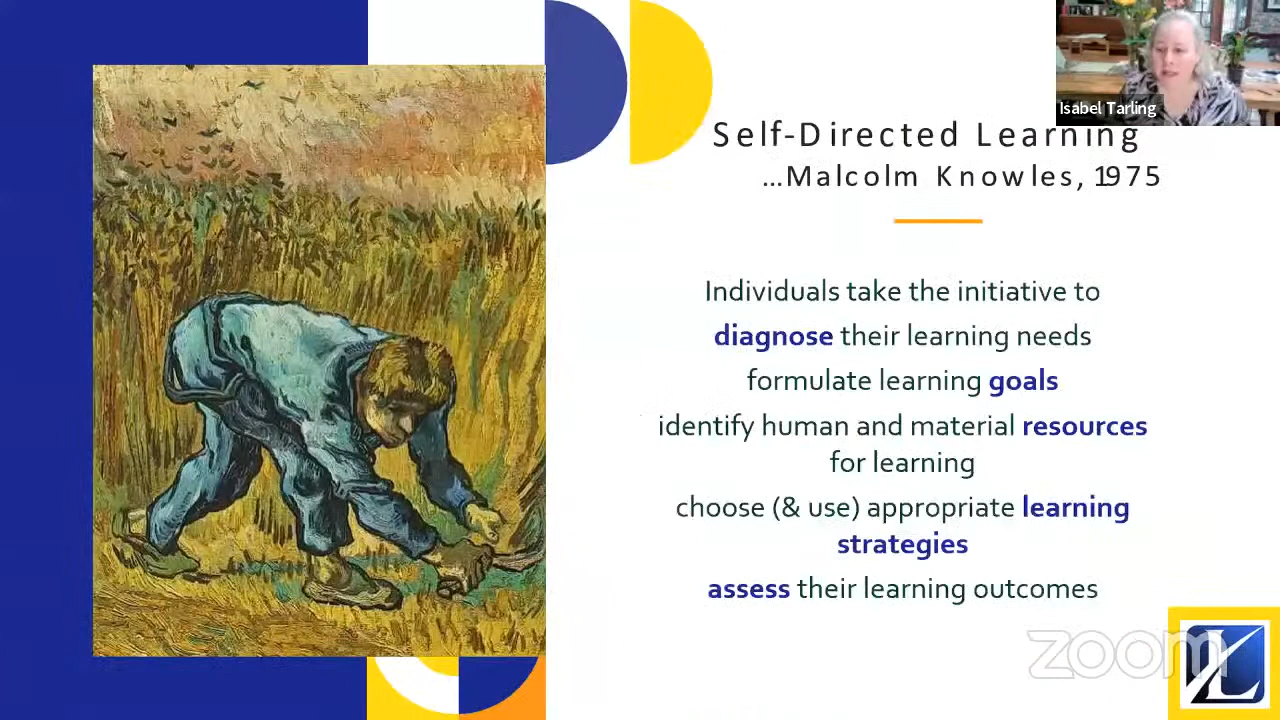 Isabel Tarling
Self-Directed Learning
...Malcolm Knowles, 1975
Individuals take the initiative to
diagnose their learning needs
formulate learning goals
identify human and material resources
for learning
choose (& use) appropriate learning
strategies
assess their learning outcomes
zoom